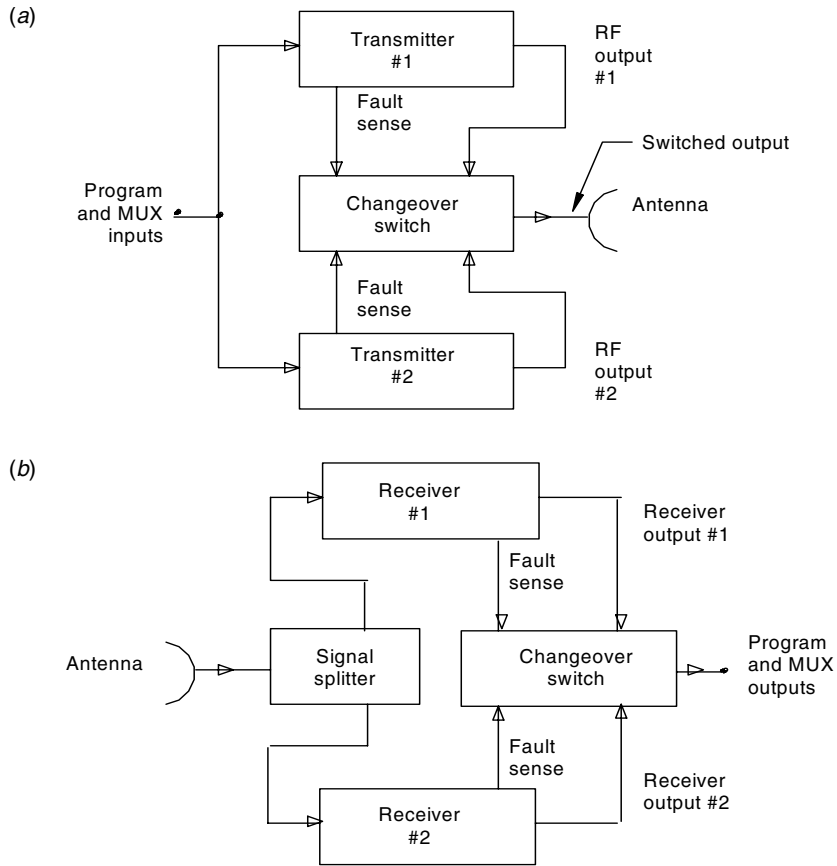 (a)
Transmitter
#1
RF
output
#1
Fault
sense
Switched output
Program
and MUX
inputs
Changeover
switch
Antenna
Fault
sense
Transmitter
#2
RF
output
#2
(b)
Receiver
#1
Receiver
output #1
Fault
sense
Antenna
Signal
splitter
Changeover
switch
Program
and MUX
outputs
Fault
sense
Receiver
output #2
Receiver
#2